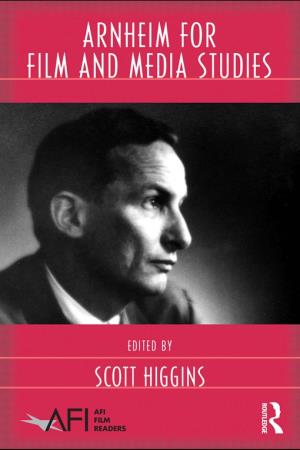 ARNHEIM FOR
FILM AND MEDIA STUDIES
EDITED BY
SCOTT HIGGINS
AFI
AFI
FILM
READERS
ROUTLEDGE